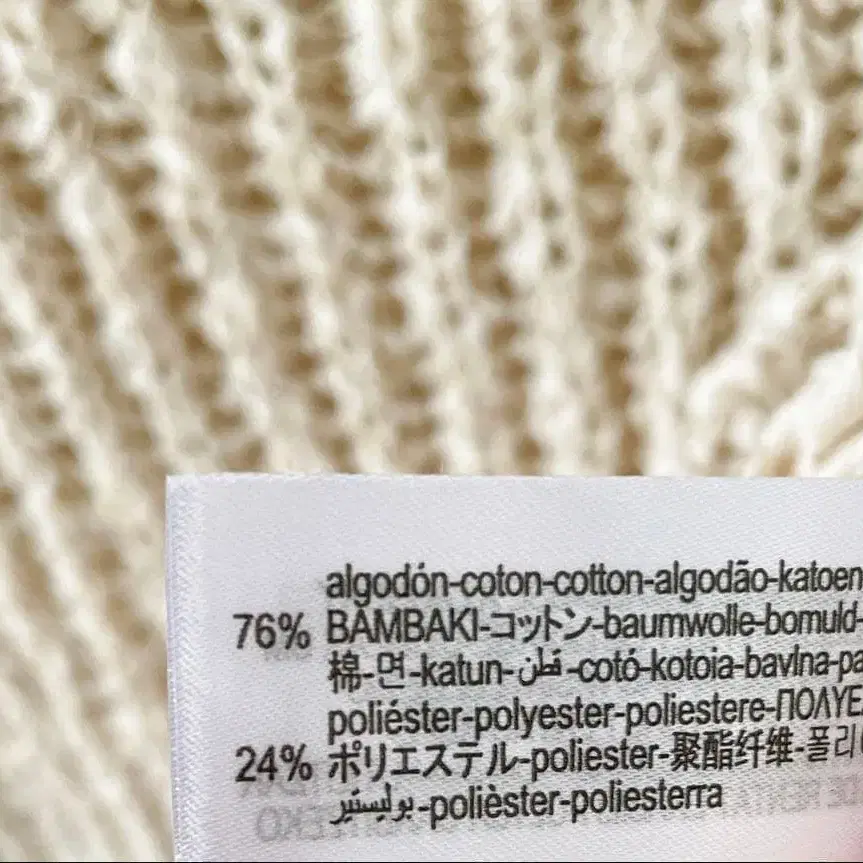 algodón-coton-cotton-algodão-katoen
76% BAMBAKI-コットン-baumwolle-bomuld-
棉-면-katun-قطن-cotó-kotoia-bavlna-pa
poliéster-polyester-poliestere-ΠΟΛΥΕ
24% ポリエステル-poliester-聚酯纤维-폴리
بوليستير-polièster-poliesterra